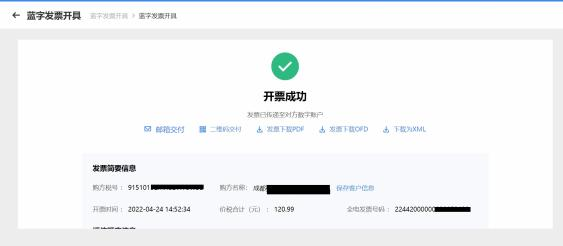 蓝字发票开具 蓝字发票开具 > 蓝字发票开具
开票成功
发票已传送至对方数字账户
邮箱交付 二维码交付 发票下载PDF 发票下载OFD 下载为XML
发票简要信息
购方税号： 915101 购方名称： 成都 保存客户信息
开票时间： 2022-04-24 14:52:34 价税合计（元）： 120.99 全电发票号码： 2244200000